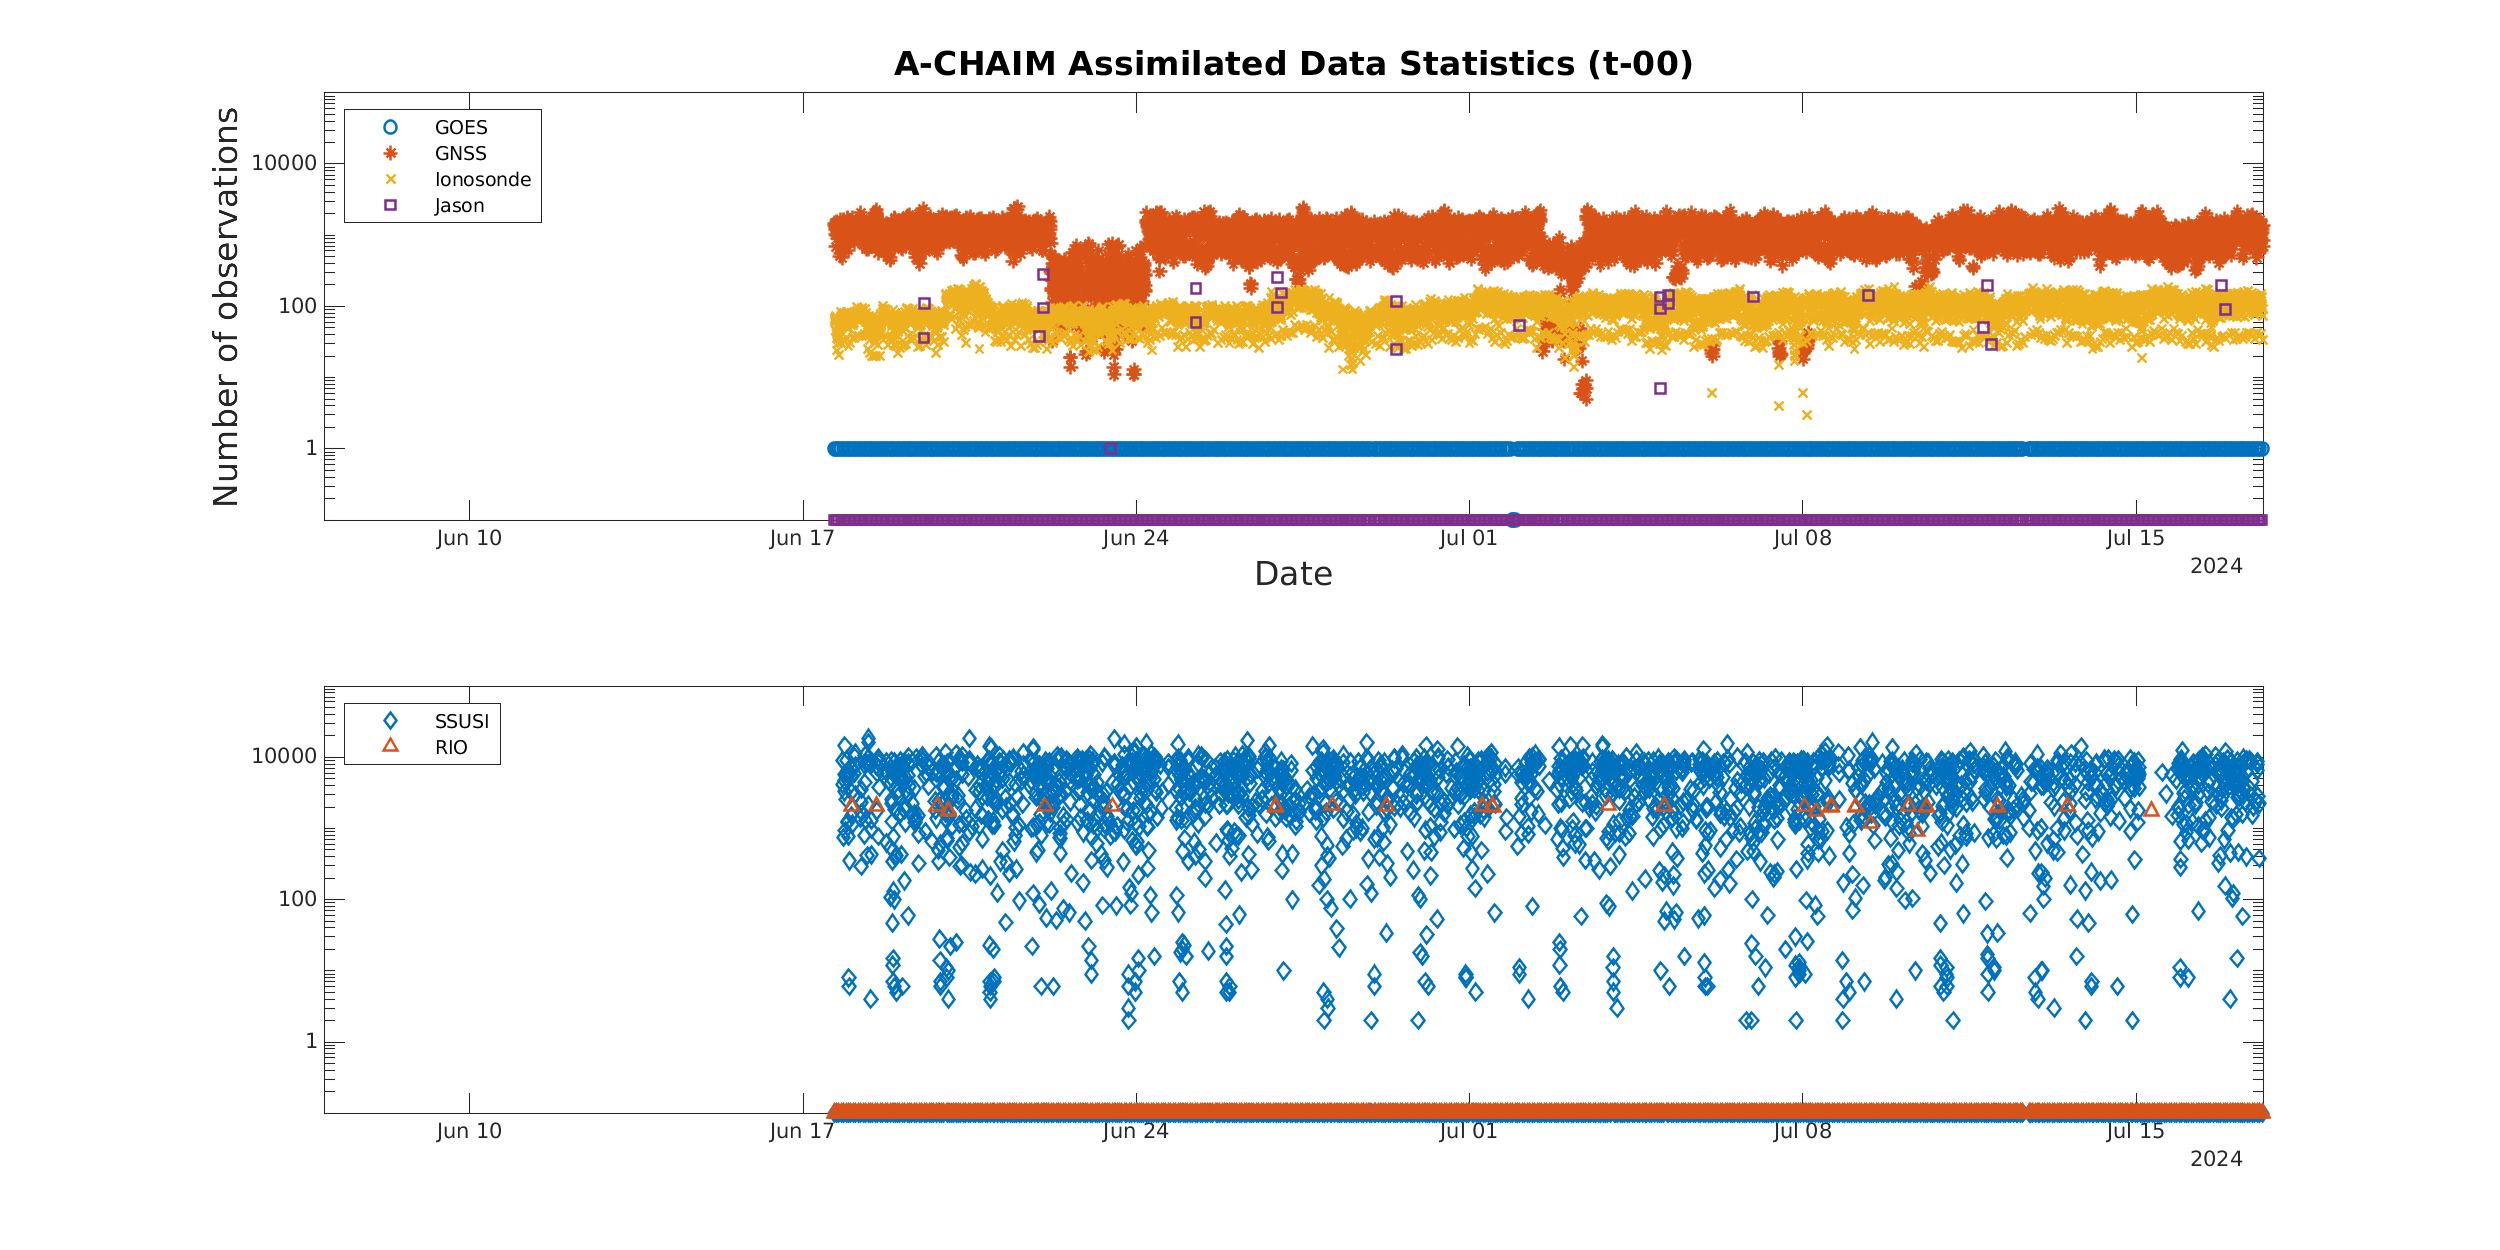 A-CHAIM Assimilated Data Statistics (t-00)
Number of observations
GOES
GNSS
Ionosonde
Jason
10000
100
1
Jun 10 Jun 17 Jun 24 Jul 01 Jul 08 Jul 15
2024
Date
SSUSI
RIO
10000
100
1
Jun 10 Jun 17 Jun 24 Jul 01 Jul 08 Jul 15
2024